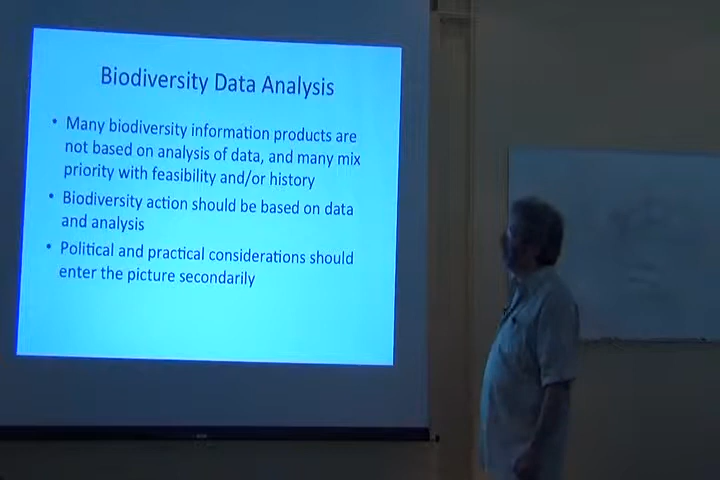 Biodiversity Data Analysis
• Many biodiversity information products are
not based on analysis of data, and many mix
priority with feasibility and/or history
• Biodiversity action should be based on data
and analysis
• Political and practical considerations should
enter the picture secondarily